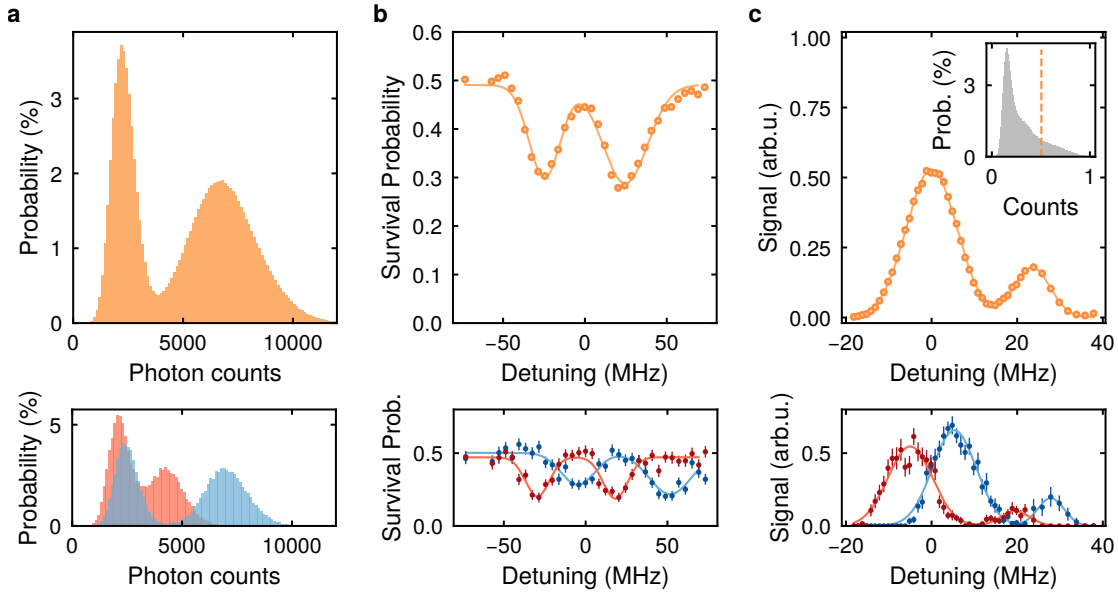 a
Probability (%)
3
2
1
0
0
5000
10000
Photon counts
b
Survival Probability
0.6
0.5
0.4
0.3
0.2
0.1
0.0
−50
0
50
Detuning (MHz)
c
Signal (arb.u.)
1.00
0.75
0.50
0.25
0.00
−20
0
20
40
Detuning (MHz)
Prob. (%)
4
0
0
1
Counts
Probability (%)
5
0
0
5000
10000
Photon counts
Survival Prob.
0.5
0.0
−50
0
50
Detuning (MHz)
Signal (arb.u.)
0.5
0.0
−20
0
20
40
Detuning (MHz)